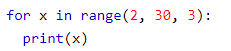 for x in range(2, 30, 3):
  print(x)